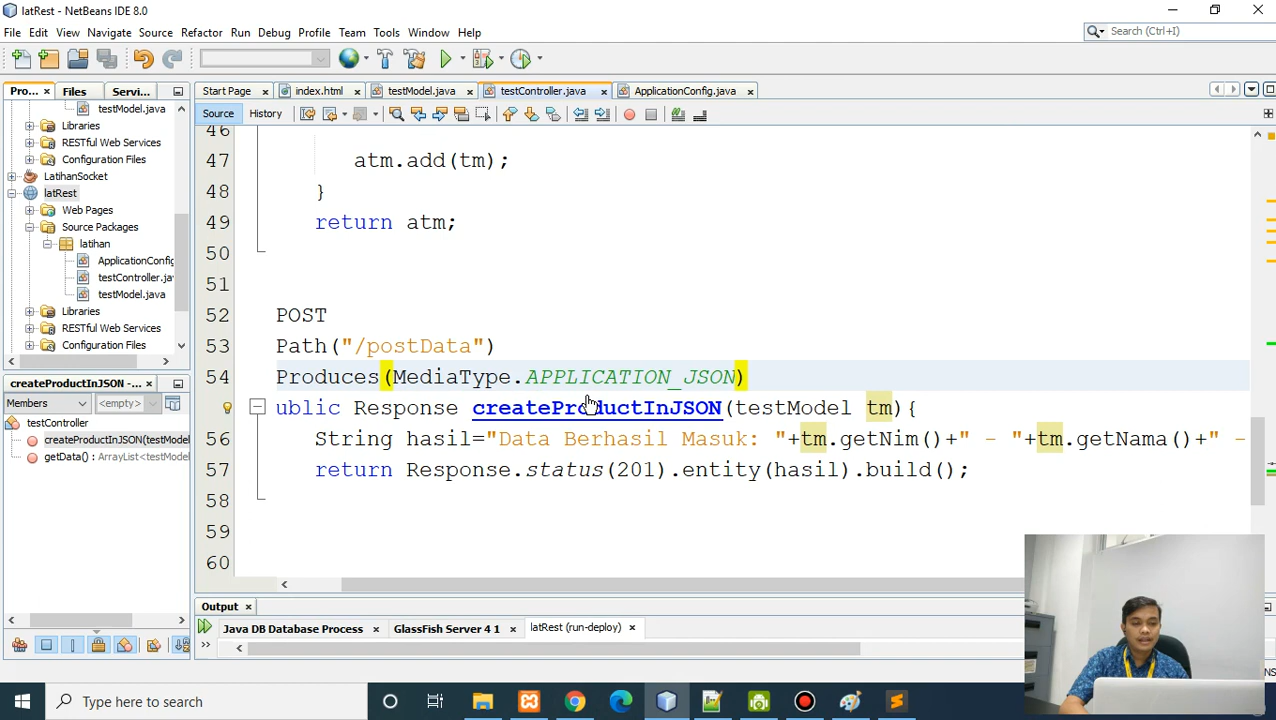 latRest - NetBeans IDE 8.0
File Edit View Navigate Source Refactor Run Debug Profile Team Tools Window Help
Search (Ctrl+I)
Pro... Files Servi...
Start Page index.html testModel.java testController.java ApplicationConfig.java
Source History
testModel.java
Libraries
RESTful Web Services
Configuration Files
LatihanSocket
latRest
Web Pages
Source Packages
latihan
ApplicationConfig
testController.ja
testModel.java
Libraries
RESTful Web Services
Configuration Files
46
47 atm.add(tm);
48 }
49 return atm;
50
51
52 POST
53 Path("/postData")
54 Produces(MediaType.APPLICATION_JSON)
ublic Response createProductInJSON(testModel tm){
56 String hasil="Data Berhasil Masuk: "+tm.getNim()+" - "+tm.getNama()+" -
57 return Response.status(201).entity(hasil).build();
58
59
60
createProductInJSON -...
Members <empty>
testController
createProductInJSON(testModel
getData() : ArrayList<testModel
Output
Java DB Database Process GlassFish Server 4 1 latRest (run-deploy)
NS
Type here to search